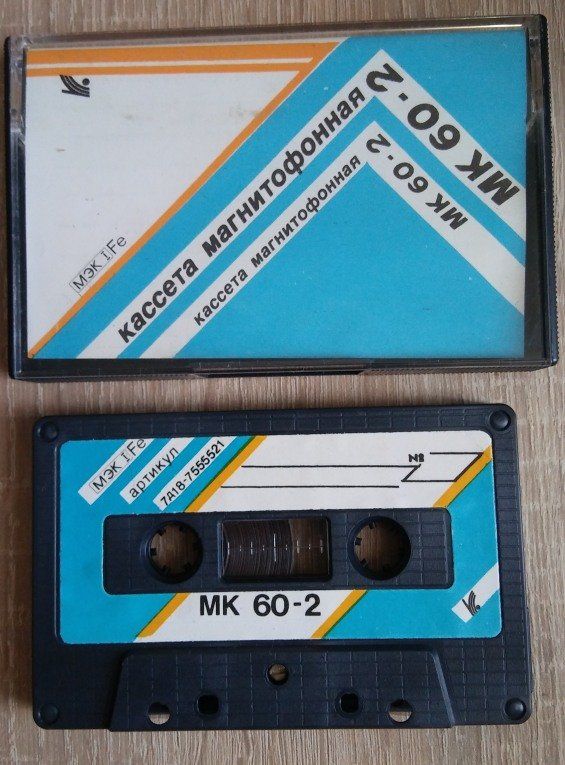 МЭК I Fe
кассета магнитофонная
МК 60-2
кассета магнитофонная
МК 60-2
МЭК I Fe
артикул
7Д18-7555521
№
МК 60-2